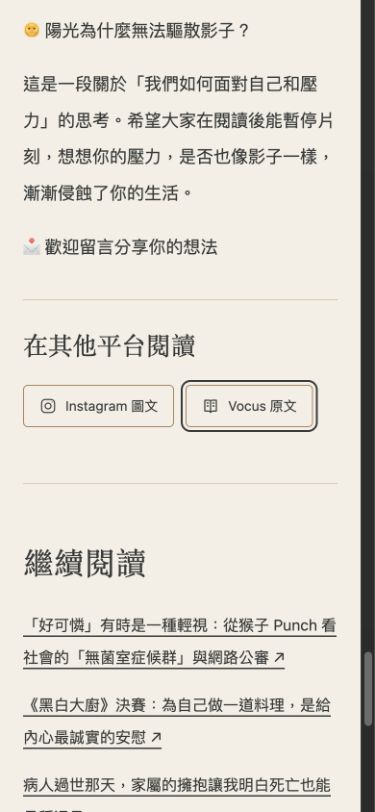 🌞 陽光為什麼無法驅散影子？
這是一段關於「我們如何面對自己和壓
力」的思考。希望大家在閱讀後能暫停片
刻，想想你的壓力，是否也像影子一樣，
漸漸侵蝕了你的生活。
📩 歡迎留言分享你的想法
在其他平台閱讀
Instagram 圖文
Vocus 原文
繼續閱讀
「好可憐」有時是一種輕視：從猴子 Punch 看
社會的「無菌室症候群」與網路公審 ↗
《黑白大廚》決賽：為自己做一道料理，是給
內心最誠實的安慰 ↗
病人過世那天，家屬的擁抱讓我明白死亡也能